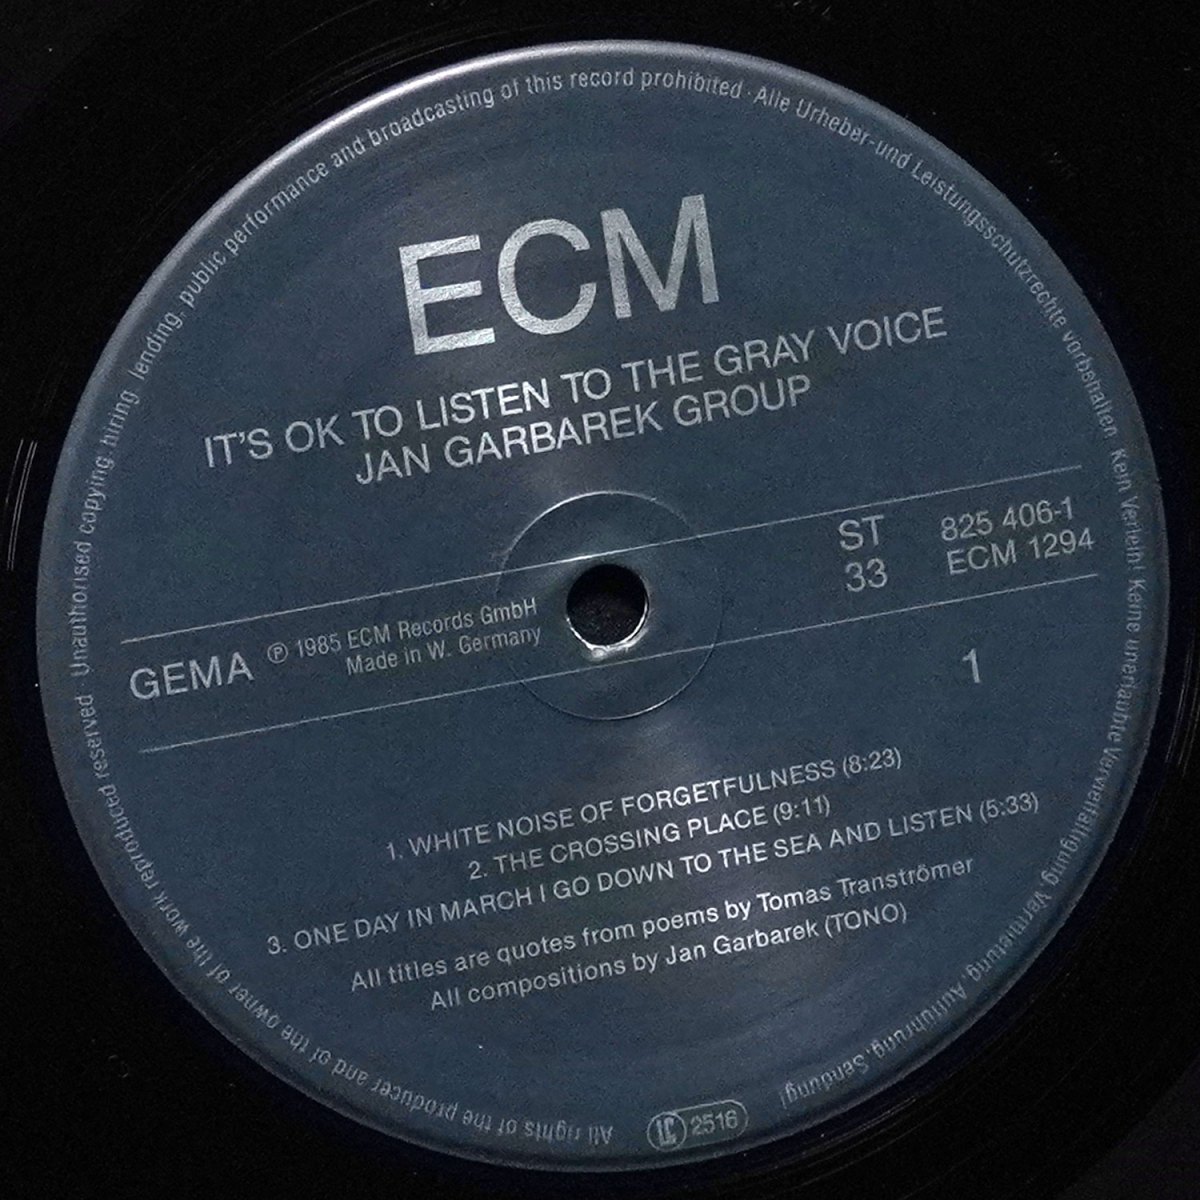 ECM
IT'S OK TO LISTEN TO THE GRAY VOICE
JAN GARBAREK GROUP
ST
33
825 406-1
ECM 1294
GEMA
℗ 1985 ECM Records GmbH
Made in W. Germany
1
1. WHITE NOISE OF FORGETFULNESS (8:23)
2. THE CROSSING PLACE (9:11)
3. ONE DAY IN MARCH I GO DOWN TO THE SEA AND LISTEN (5:33)
All titles are quotes from poems by Tomas Tranströmer
All compositions by Jan Garbarek (TONO)
All rights of the producer and of the owner of the work reproduced reserved · Unauthorised copying, hiring, lending, public performance and broadcasting of this record prohibited · Alle Urheber- und Leistungsschutzrechte vorbehalten. Kein Verleih! Keine unerlaubte Vervielfältigung, Vermietung, Aufführung, Sendung!
LC 2516